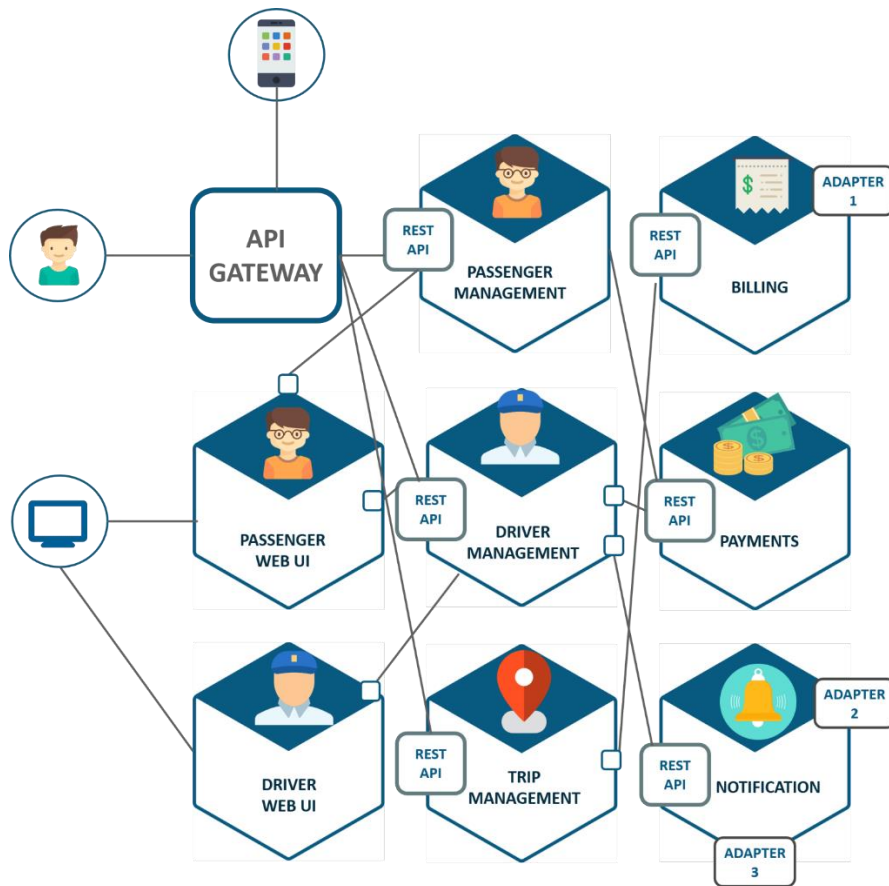 API
GATEWAY
REST
API
PASSENGER
MANAGEMENT
REST
API
BILLING
ADAPTER
1
PASSENGER
WEB UI
REST
API
DRIVER
MANAGEMENT
REST
API
PAYMENTS
DRIVER
WEB UI
REST
API
TRIP
MANAGEMENT
REST
API
NOTIFICATION
ADAPTER
2
ADAPTER
3